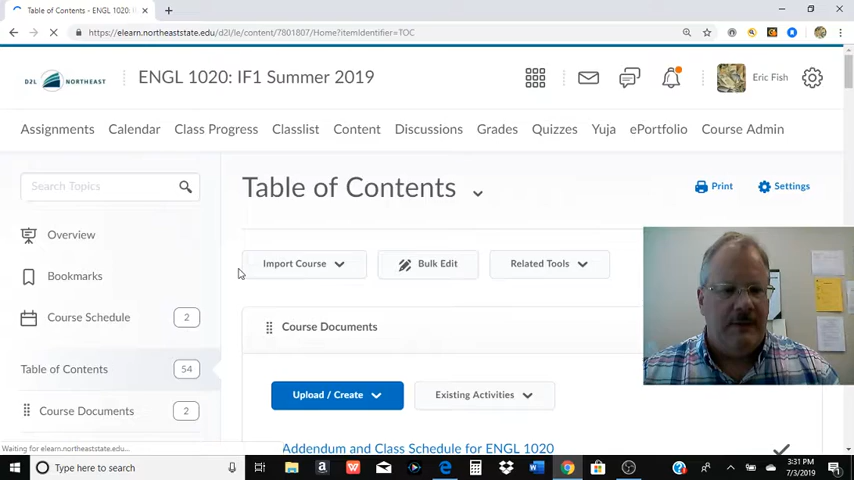 Table of Contents - ENGL 1020: IF
https://elearn.northeaststate.edu/d2l/le/content/7801807/Home?itemIdentifier=TOC
D2L NORTHEAST
ENGL 1020: IF1 Summer 2019
Eric Fish
Assignments Calendar Class Progress Classlist Content Discussions Grades Quizzes Yuja ePortfolio Course Admin
Search Topics
Table of Contents
Print
Settings
Overview
Bookmarks
Import Course
Bulk Edit
Related Tools
Course Schedule 2
Course Documents
Table of Contents 54
Upload / Create
Existing Activities
Course Documents 2
Addendum and Class Schedule for ENGL 1020
Waiting for elearn.northeaststate.edu...
Type here to search
3:31 PM
7/3/2019